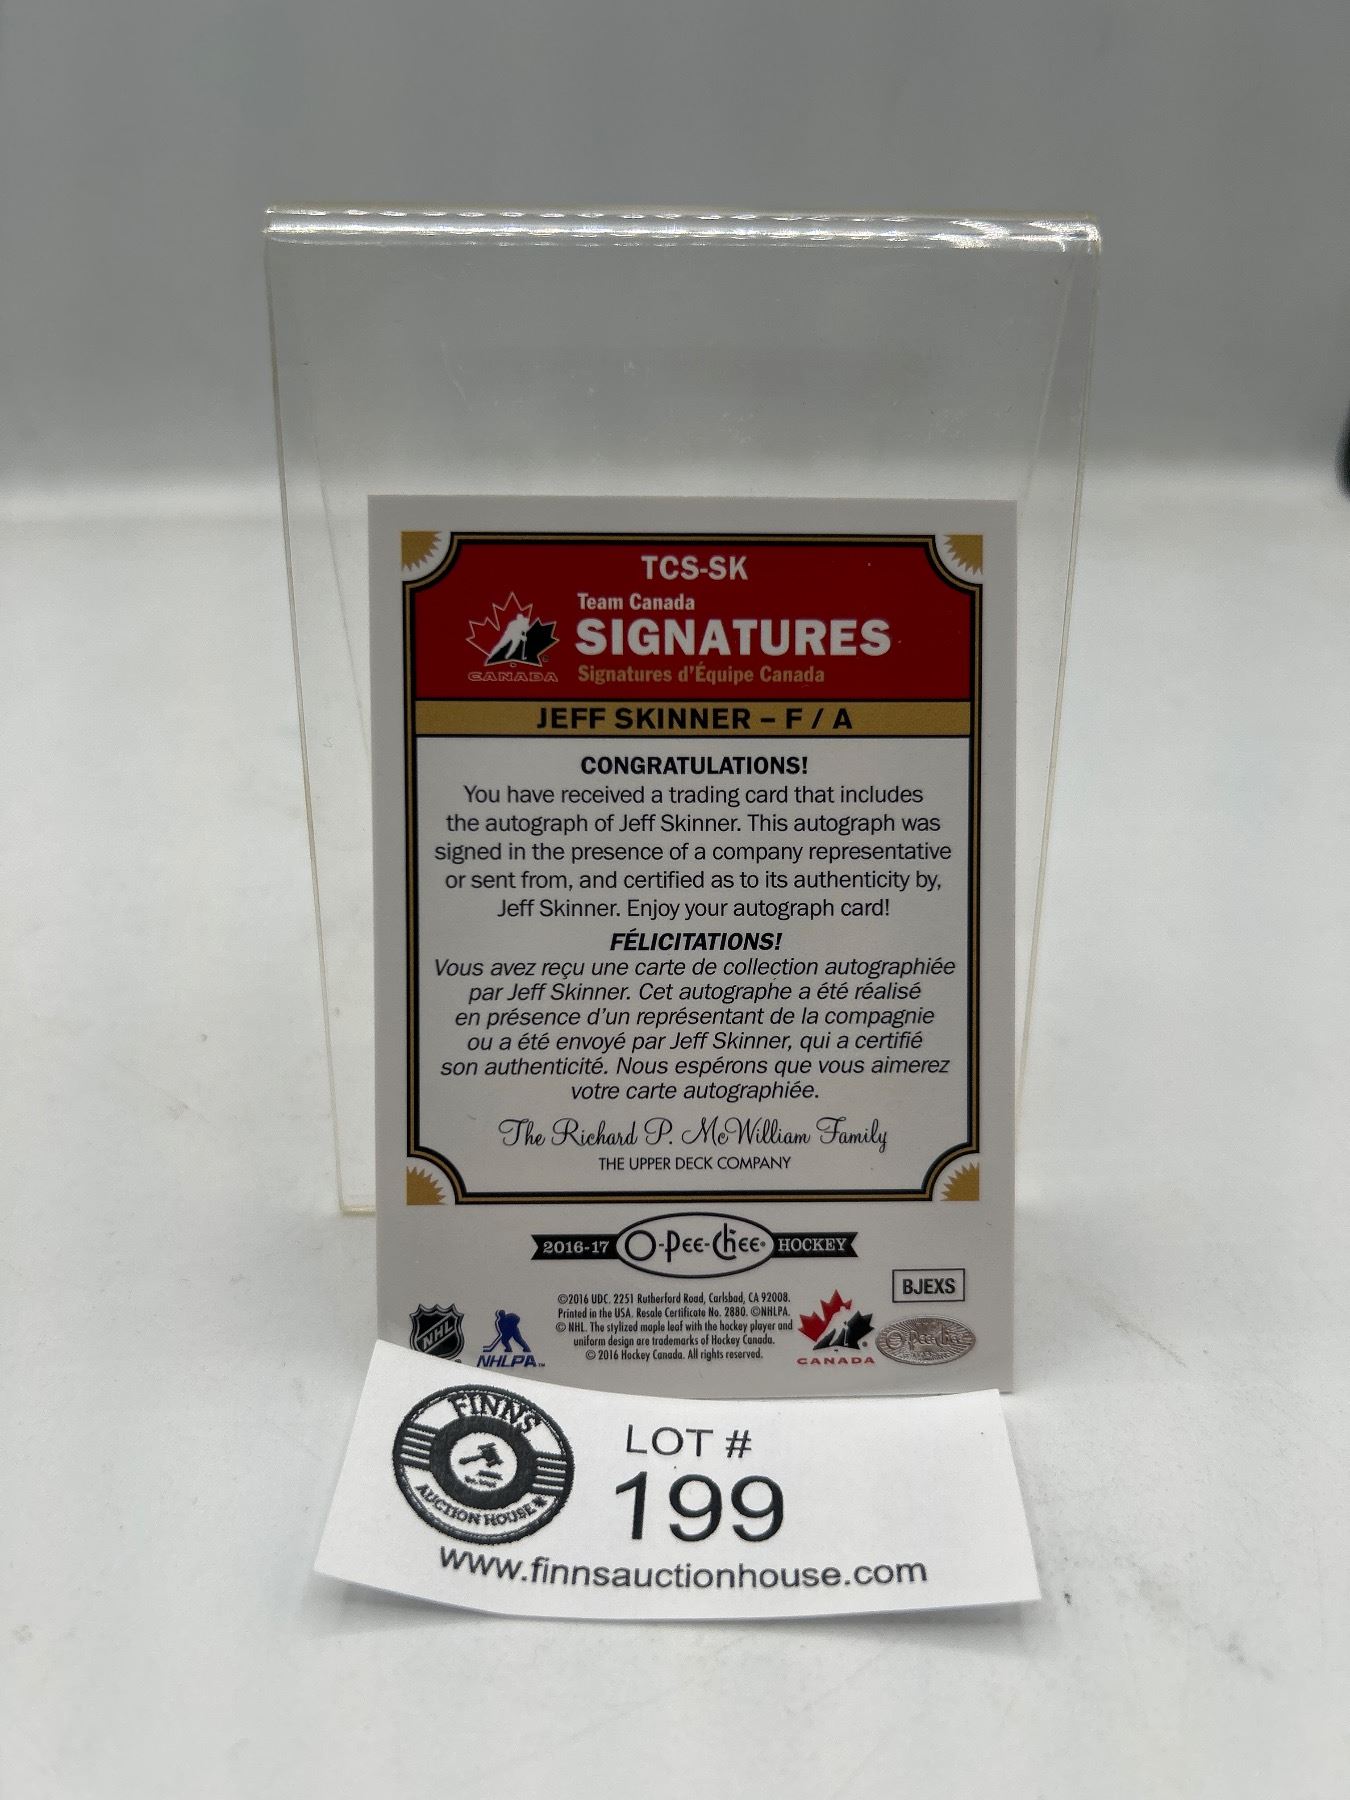 TCS-SK
Team Canada
SIGNATURES
Signatures d'Équipe Canada
CANADA
JEFF SKINNER – F / A
CONGRATULATIONS!
You have received a trading card that includes
the autograph of Jeff Skinner. This autograph was
signed in the presence of a company representative
or sent from, and certified as to its authenticity by,
Jeff Skinner. Enjoy your autograph card!
FÉLICITATIONS!
Vous avez reçu une carte de collection autographiée
par Jeff Skinner. Cet autographe a été réalisé
en présence d'un représentant de la compagnie
ou a été envoyé par Jeff Skinner, qui a certifié
son authenticité. Nous espérons que vous aimerez
votre carte autographiée.
The Richard P. McWilliam Family
THE UPPER DECK COMPANY
2016-17 O-Pee-Chee® HOCKEY
BJEXS
©2016 UDC. 2251 Rutherford Road, Carlsbad, CA 92008.
Printed in the USA. Resale Certificate No. 2880. ©NHLPA.
© NHL. The stylized maple leaf with the hockey player and
uniform design are trademarks of Hockey Canada.
© 2016 Hockey Canada. All rights reserved.
NHL
NHLPA™
CANADA
O-Pee-Chee
FINNS
AUCTION HOUSE
LOT #
199
www.finnsauctionhouse.com